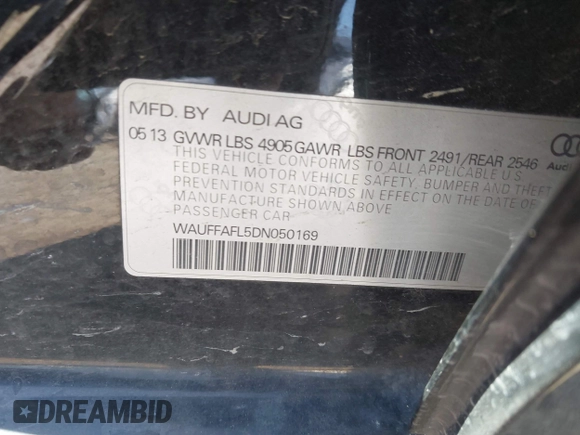 MFD. BY AUDI AG
05 13 GVWR LBS 4905 GAWR LBS FRONT 2491/REAR 2546
THIS VEHICLE CONFORMS TO ALL APPLICABLE U.S.
FEDERAL MOTOR VEHICLE SAFETY, BUMPER AND THEFT
PREVENTION STANDARDS IN EFFECT ON THE DATE OF
MANUFACTURE SHOWN ABOVE
PASSENGER CAR
WAUFFAFL5DN050169
Audi
DREAMBID